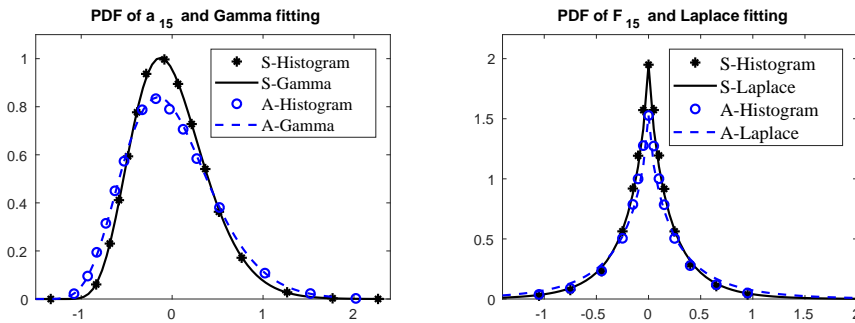 PDF of a 15 and Gamma fitting
1
0.8
0.6
0.4
0.2
0
-1
0
1
2
S-Histogram
S-Gamma
A-Histogram
A-Gamma
PDF of F 15 and Laplace fitting
2
1.5
1
0.5
0
-1
-0.5
0
0.5
1
1.5
2
S-Histogram
S-Laplace
A-Histogram
A-Laplace